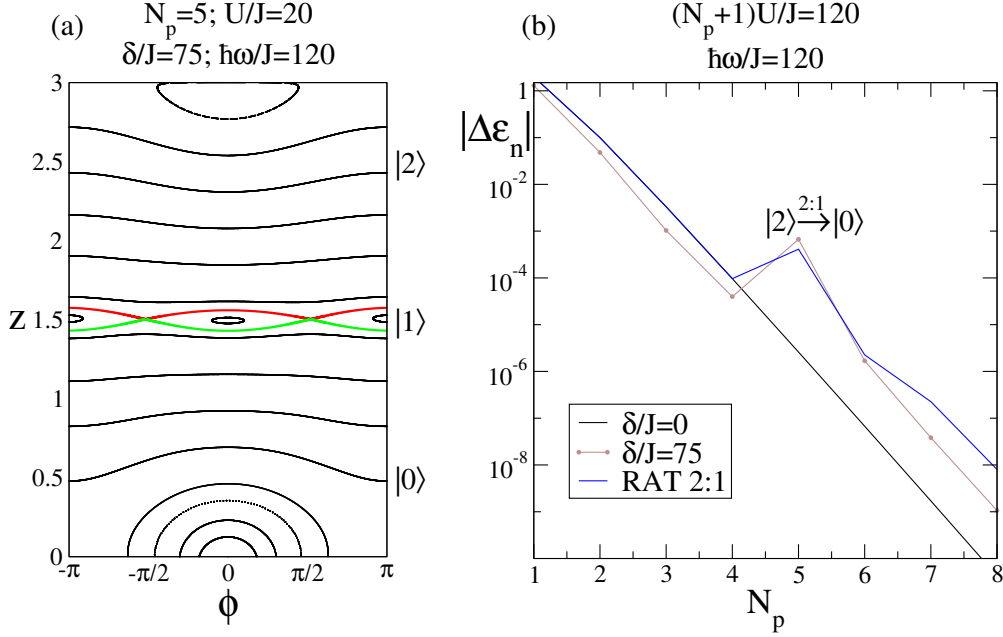 (a)
N_p=5; U/J=20
δ/J=75; ħω/J=120
3
2.5
2
z 1.5
1
0.5
0
|2⟩
|1⟩
|0⟩
-π -π/2 0 π/2 π
ϕ
(b)
(N_p+1)U/J=120
ħω/J=120
|Δε_n|
1
10^-2
10^-4
10^-6
10^-8
2:1
|2⟩→|0⟩
δ/J=0
δ/J=75
RAT 2:1
1 2 3 4 5 6 7 8
N_p